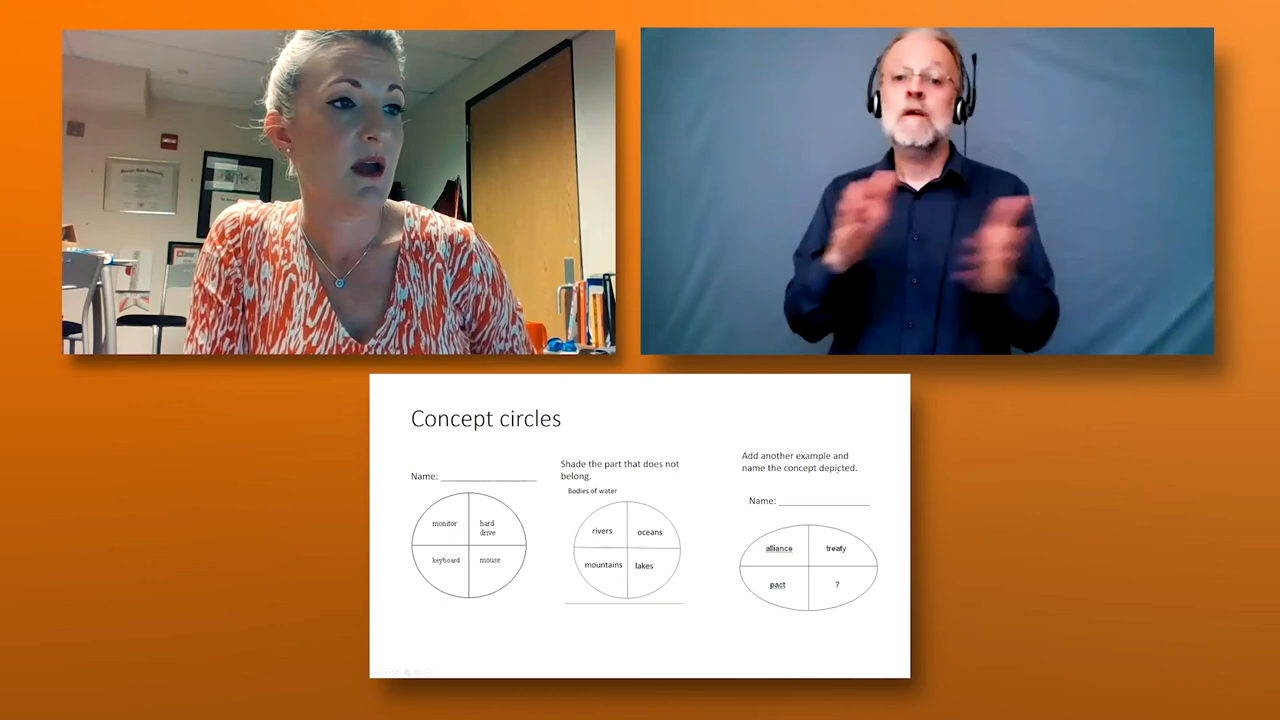 Concept circles
Name: ____________________
monitor
hard
drive
keyboard
mouse
Shade the part that does not
belong.
Bodies of water
rivers
oceans
mountains
lakes
Add another example and
name the concept depicted.
Name: ___________________
alliance
treaty
pact
?